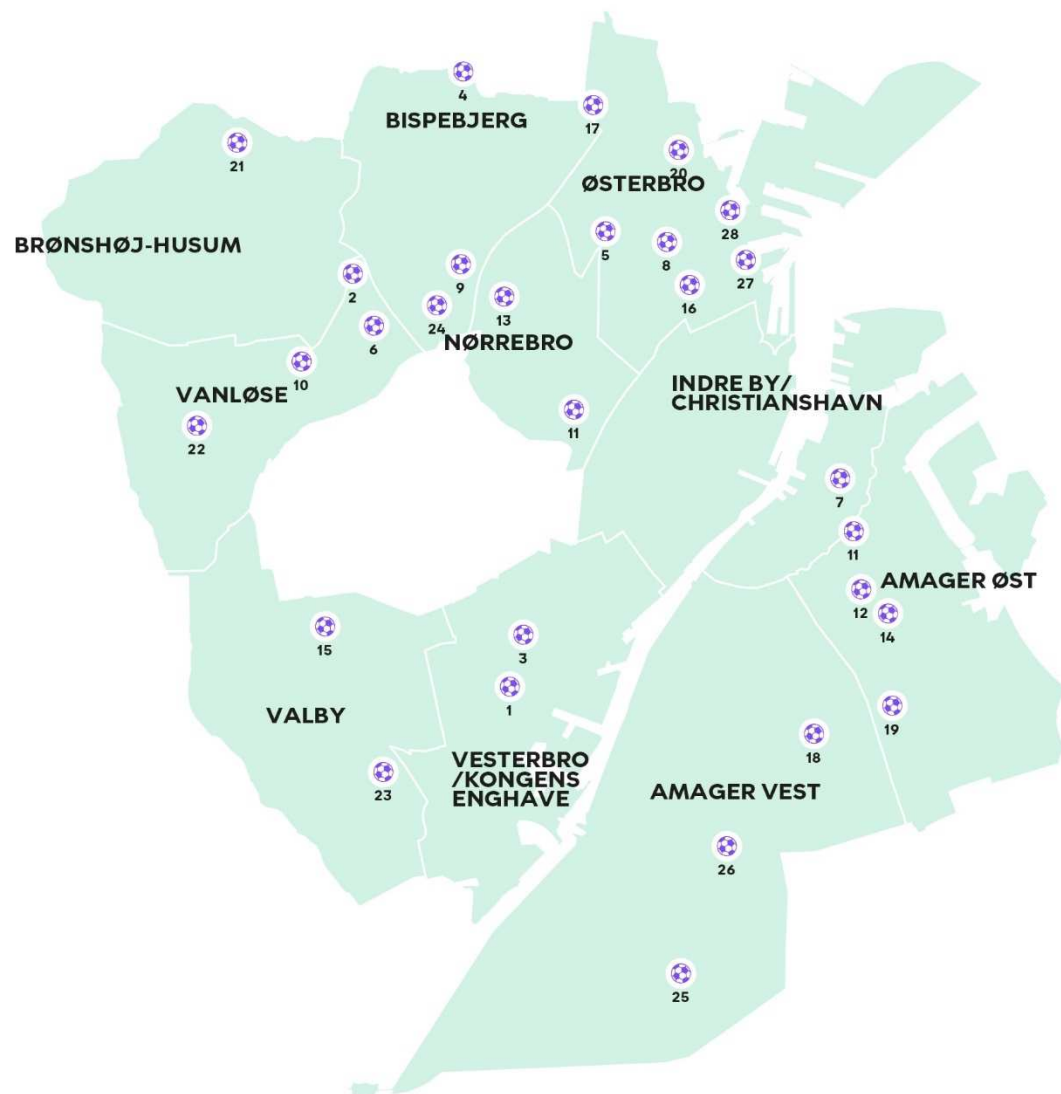 4
BISPEBJERG
17
21
20
ØSTERBRO
28
BRØNSHØJ-HUSUM
5
8
27
2
9
16
24
13
6
NØRREBRO
10
VANLØSE
INDRE BY/
CHRISTIANSHAVN
22
11
7
11
AMAGER ØST
12
14
15
3
1
VALBY
19
18
VESTERBRO
/KONGENS
ENGHAVE
23
AMAGER VEST
26
25